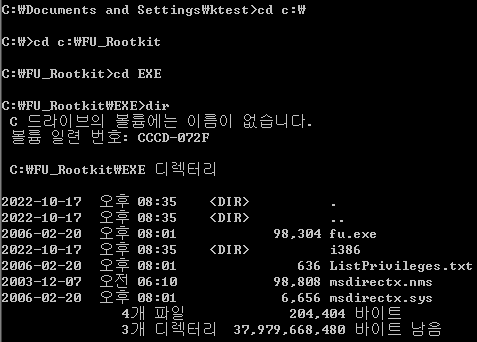 C:₩Documents and Settings₩ktest>cd c:₩
C:₩>cd c:₩FU_Rootkit
C:₩FU_Rootkit>cd EXE
C:₩FU_Rootkit₩EXE>dir
C 드라이브의 볼륨에는 이름이 없습니다.
볼륨 일련 번호: CCCD-072F
C:₩FU_Rootkit₩EXE 디렉터리
2022-10-17 오후 08:35 <DIR> .
2022-10-17 오후 08:35 <DIR> ..
2006-02-20 오후 08:01 98,304 fu.exe
2022-10-17 오후 08:35 <DIR> i386
2006-02-20 오후 08:01 636 ListPrivileges.txt
2003-12-07 오전 06:10 98,808 msdirectx.nms
2006-02-20 오후 08:01 6,656 msdirectx.sys
4개 파일 204,404 바이트
3개 디렉터리 37,979,668,480 바이트 남음